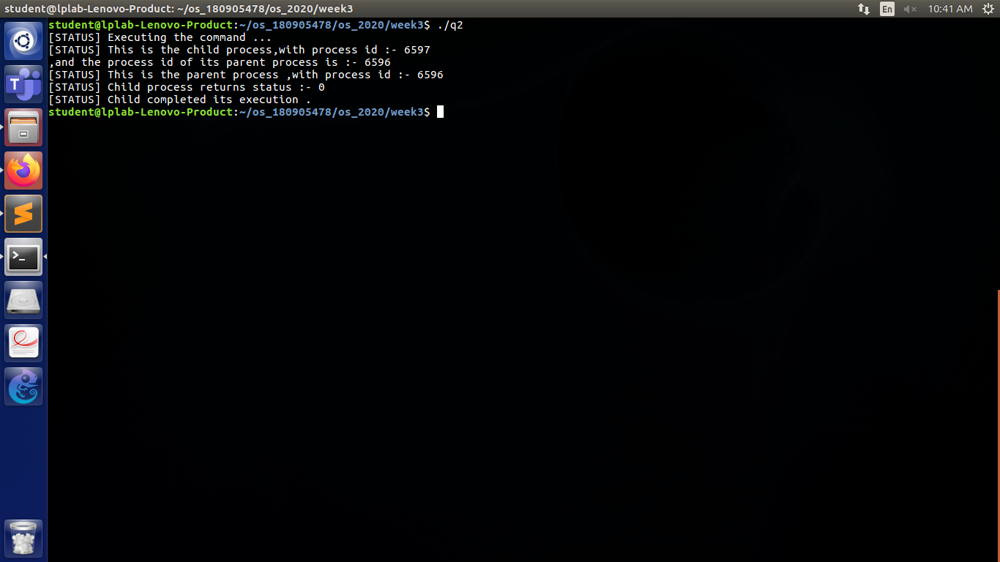 student@lplab-Lenovo-Product: ~/os_180905478/os_2020/week3
En
10:41 AM
student@lplab-Lenovo-Product:~/os_180905478/os_2020/week3$ ./q2
[STATUS] Executing the command ...
[STATUS] This is the child process,with process id :- 6597
,and the process id of its parent process is :- 6596
[STATUS] This is the parent process ,with process id :- 6596
[STATUS] Child process returns status :- 0
[STATUS] Child completed its execution .
student@lplab-Lenovo-Product:~/os_180905478/os_2020/week3$
T
>_